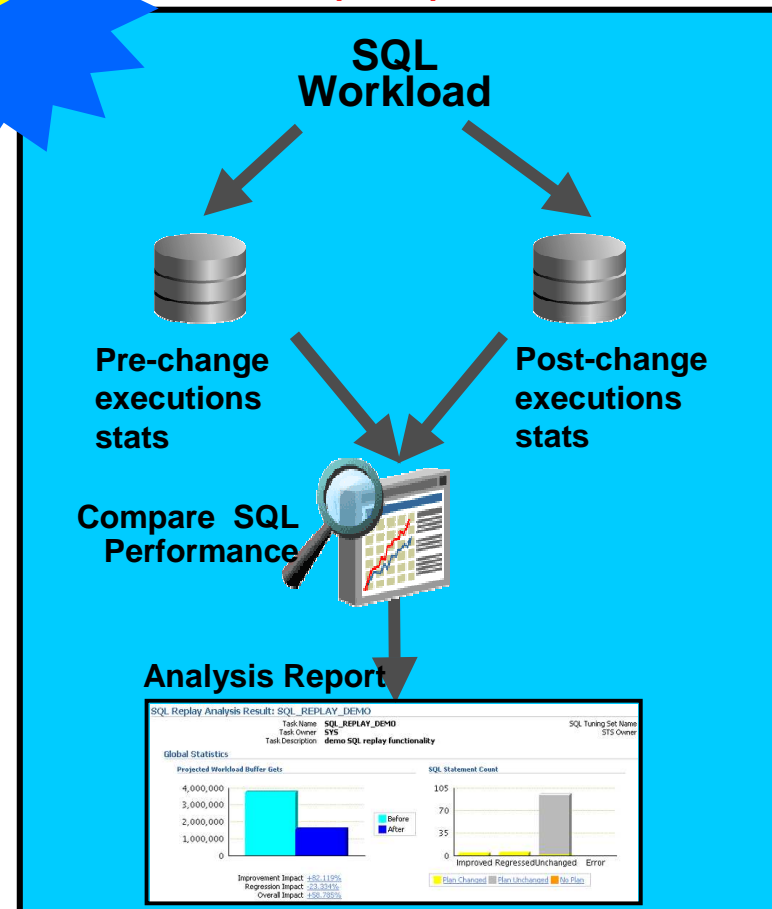 SQL
Workload
Pre-change
executions
stats
Post-change
executions
stats
Compare SQL
Performance
Analysis Report
SQL Replay Analysis Result: SQL_REPLAY_DEMO
Task Name SQL_REPLAY_DEMO
SQL Tuning Set Name
Task Owner SYS
STS Owner
Task Description demo SQL replay functionality
Global Statistics
Projected Workload Buffer Gets
4,000,000
3,000,000
2,000,000
1,000,000
0
Before
After
Improvement Impact +82.119%
Regression Impact -23.334%
Overall Impact +58.785%
SQL Statement Count
105
70
35
0
Improved Regressed Unchanged Error
Plan Changed Plan Unchanged No Plan